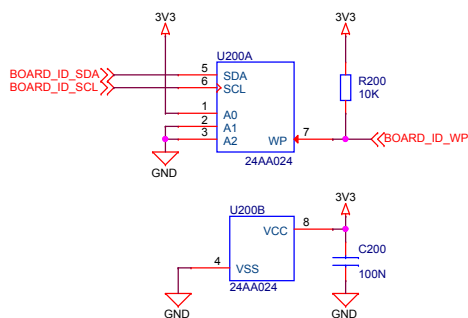 3V3
3V3
U200A
BOARD_ID_SDA
5
SDA
BOARD_ID_SCL
6
SCL
R200
10K
1
A0
2
A1
3
A2
WP
7
BOARD_ID_WP
24AA024
GND
3V3
U200B
VCC
8
C200
100N
4
VSS
24AA024
GND
GND